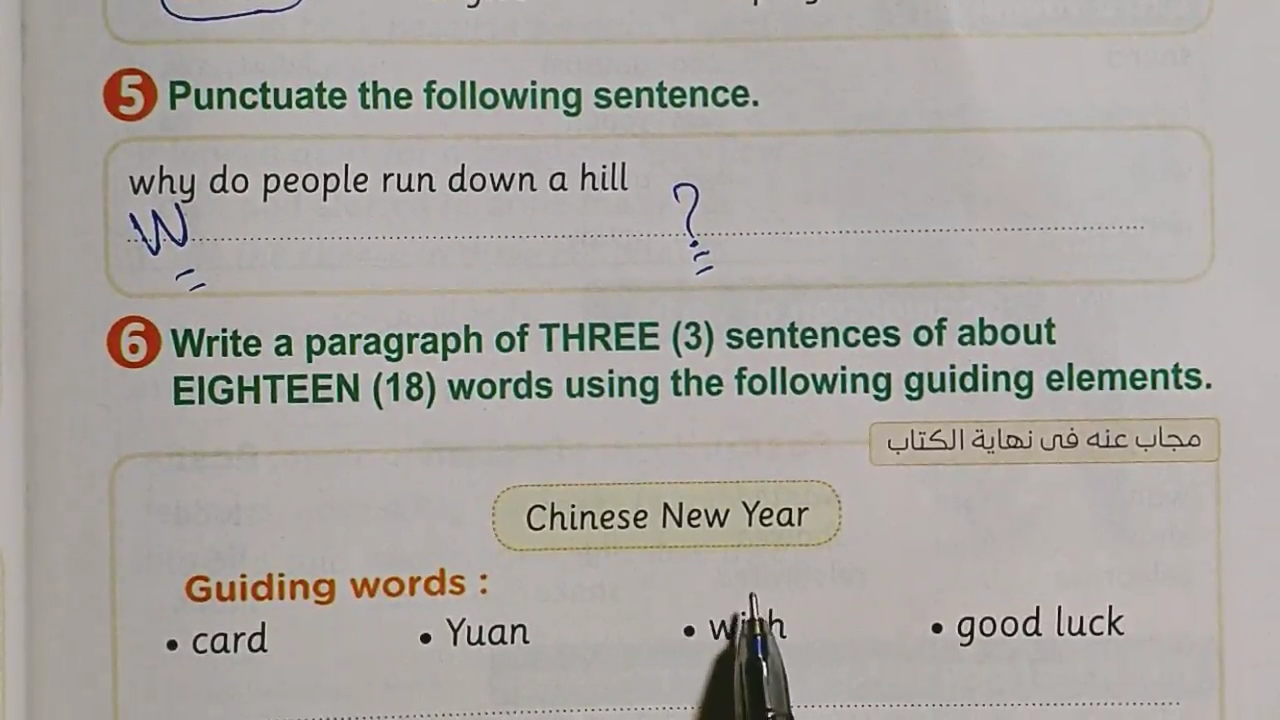 5 Punctuate the following sentence.
why do people run down a hill
W ?
6 Write a paragraph of THREE (3) sentences of about
EIGHTEEN (18) words using the following guiding elements.
مجاب عنه فى نهاية الكتاب
Chinese New Year
Guiding words :
• card • Yuan • wish • good luck